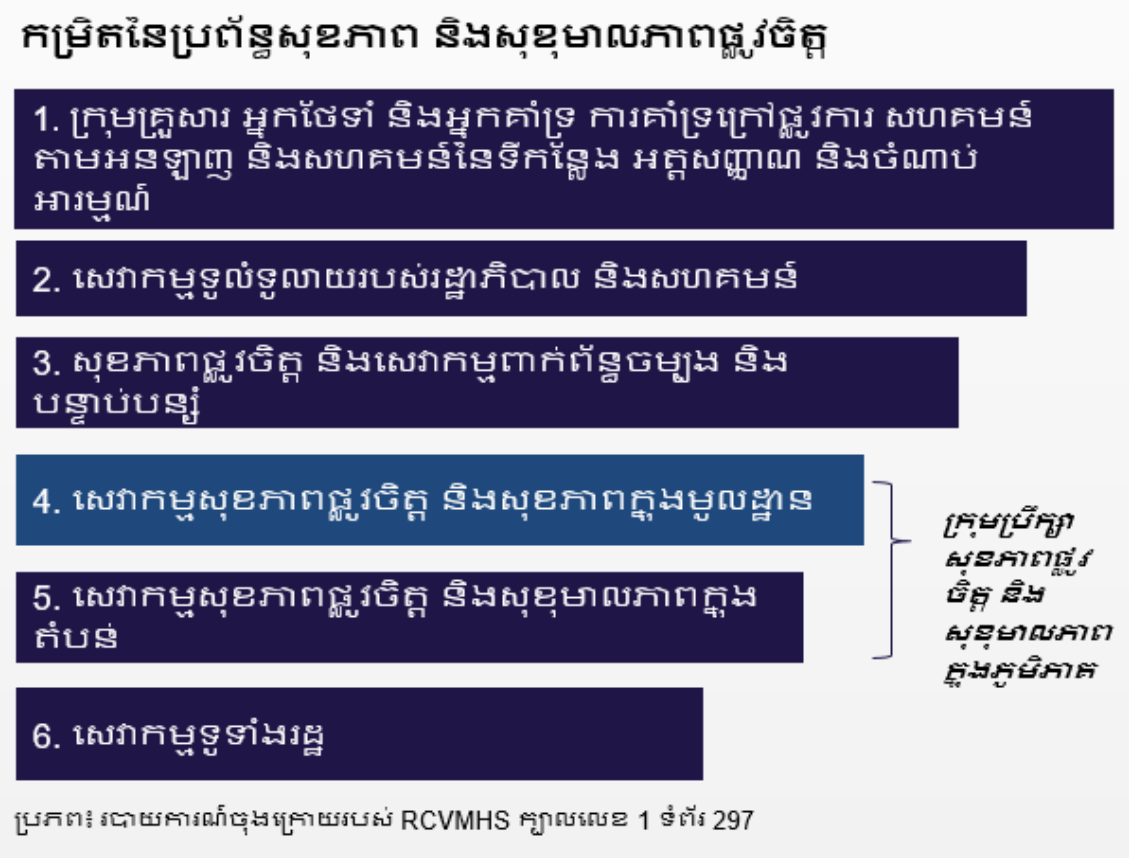 កម្រិតនៃប្រព័ន្ធសុខភាព និងសុខុមាលភាពផ្លូវចិត្ត
1. ក្រុមគ្រួសារ អ្នកថែទាំ និងអ្នកគាំទ្រ ការគាំទ្រក្រៅផ្លូវការ សហគមន៍
តាមអនឡាញ និងសហគមន៍នៃទីកន្លែង អត្តសញ្ញាណ និងចំណាប់
អារម្មណ៍
2. សេវាកម្មទូលំទូលាយរបស់រដ្ឋាភិបាល និងសហគមន៍
3. សុខភាពផ្លូវចិត្ត និងសេវាកម្មពាក់ព័ន្ធចម្បង និង
បន្ទាប់បន្សំ
4. សេវាកម្មសុខភាពផ្លូវចិត្ត និងសុខភាពក្នុងមូលដ្ឋាន
5. សេវាកម្មសុខភាពផ្លូវចិត្ត និងសុខុមាលភាពក្នុង
តំបន់
6. សេវាកម្មទូទាំងរដ្ឋ
ក្រុមប្រឹក្សា
សុខភាពផ្លូវ
ចិត្ត និង
សុខុមាលភាព
ក្នុងភូមិភាគ
ប្រភព៖ របាយការណ៍ចុងក្រោយរបស់ RCVMHS ក្បាលលេខ 1 ទំព័រ 297